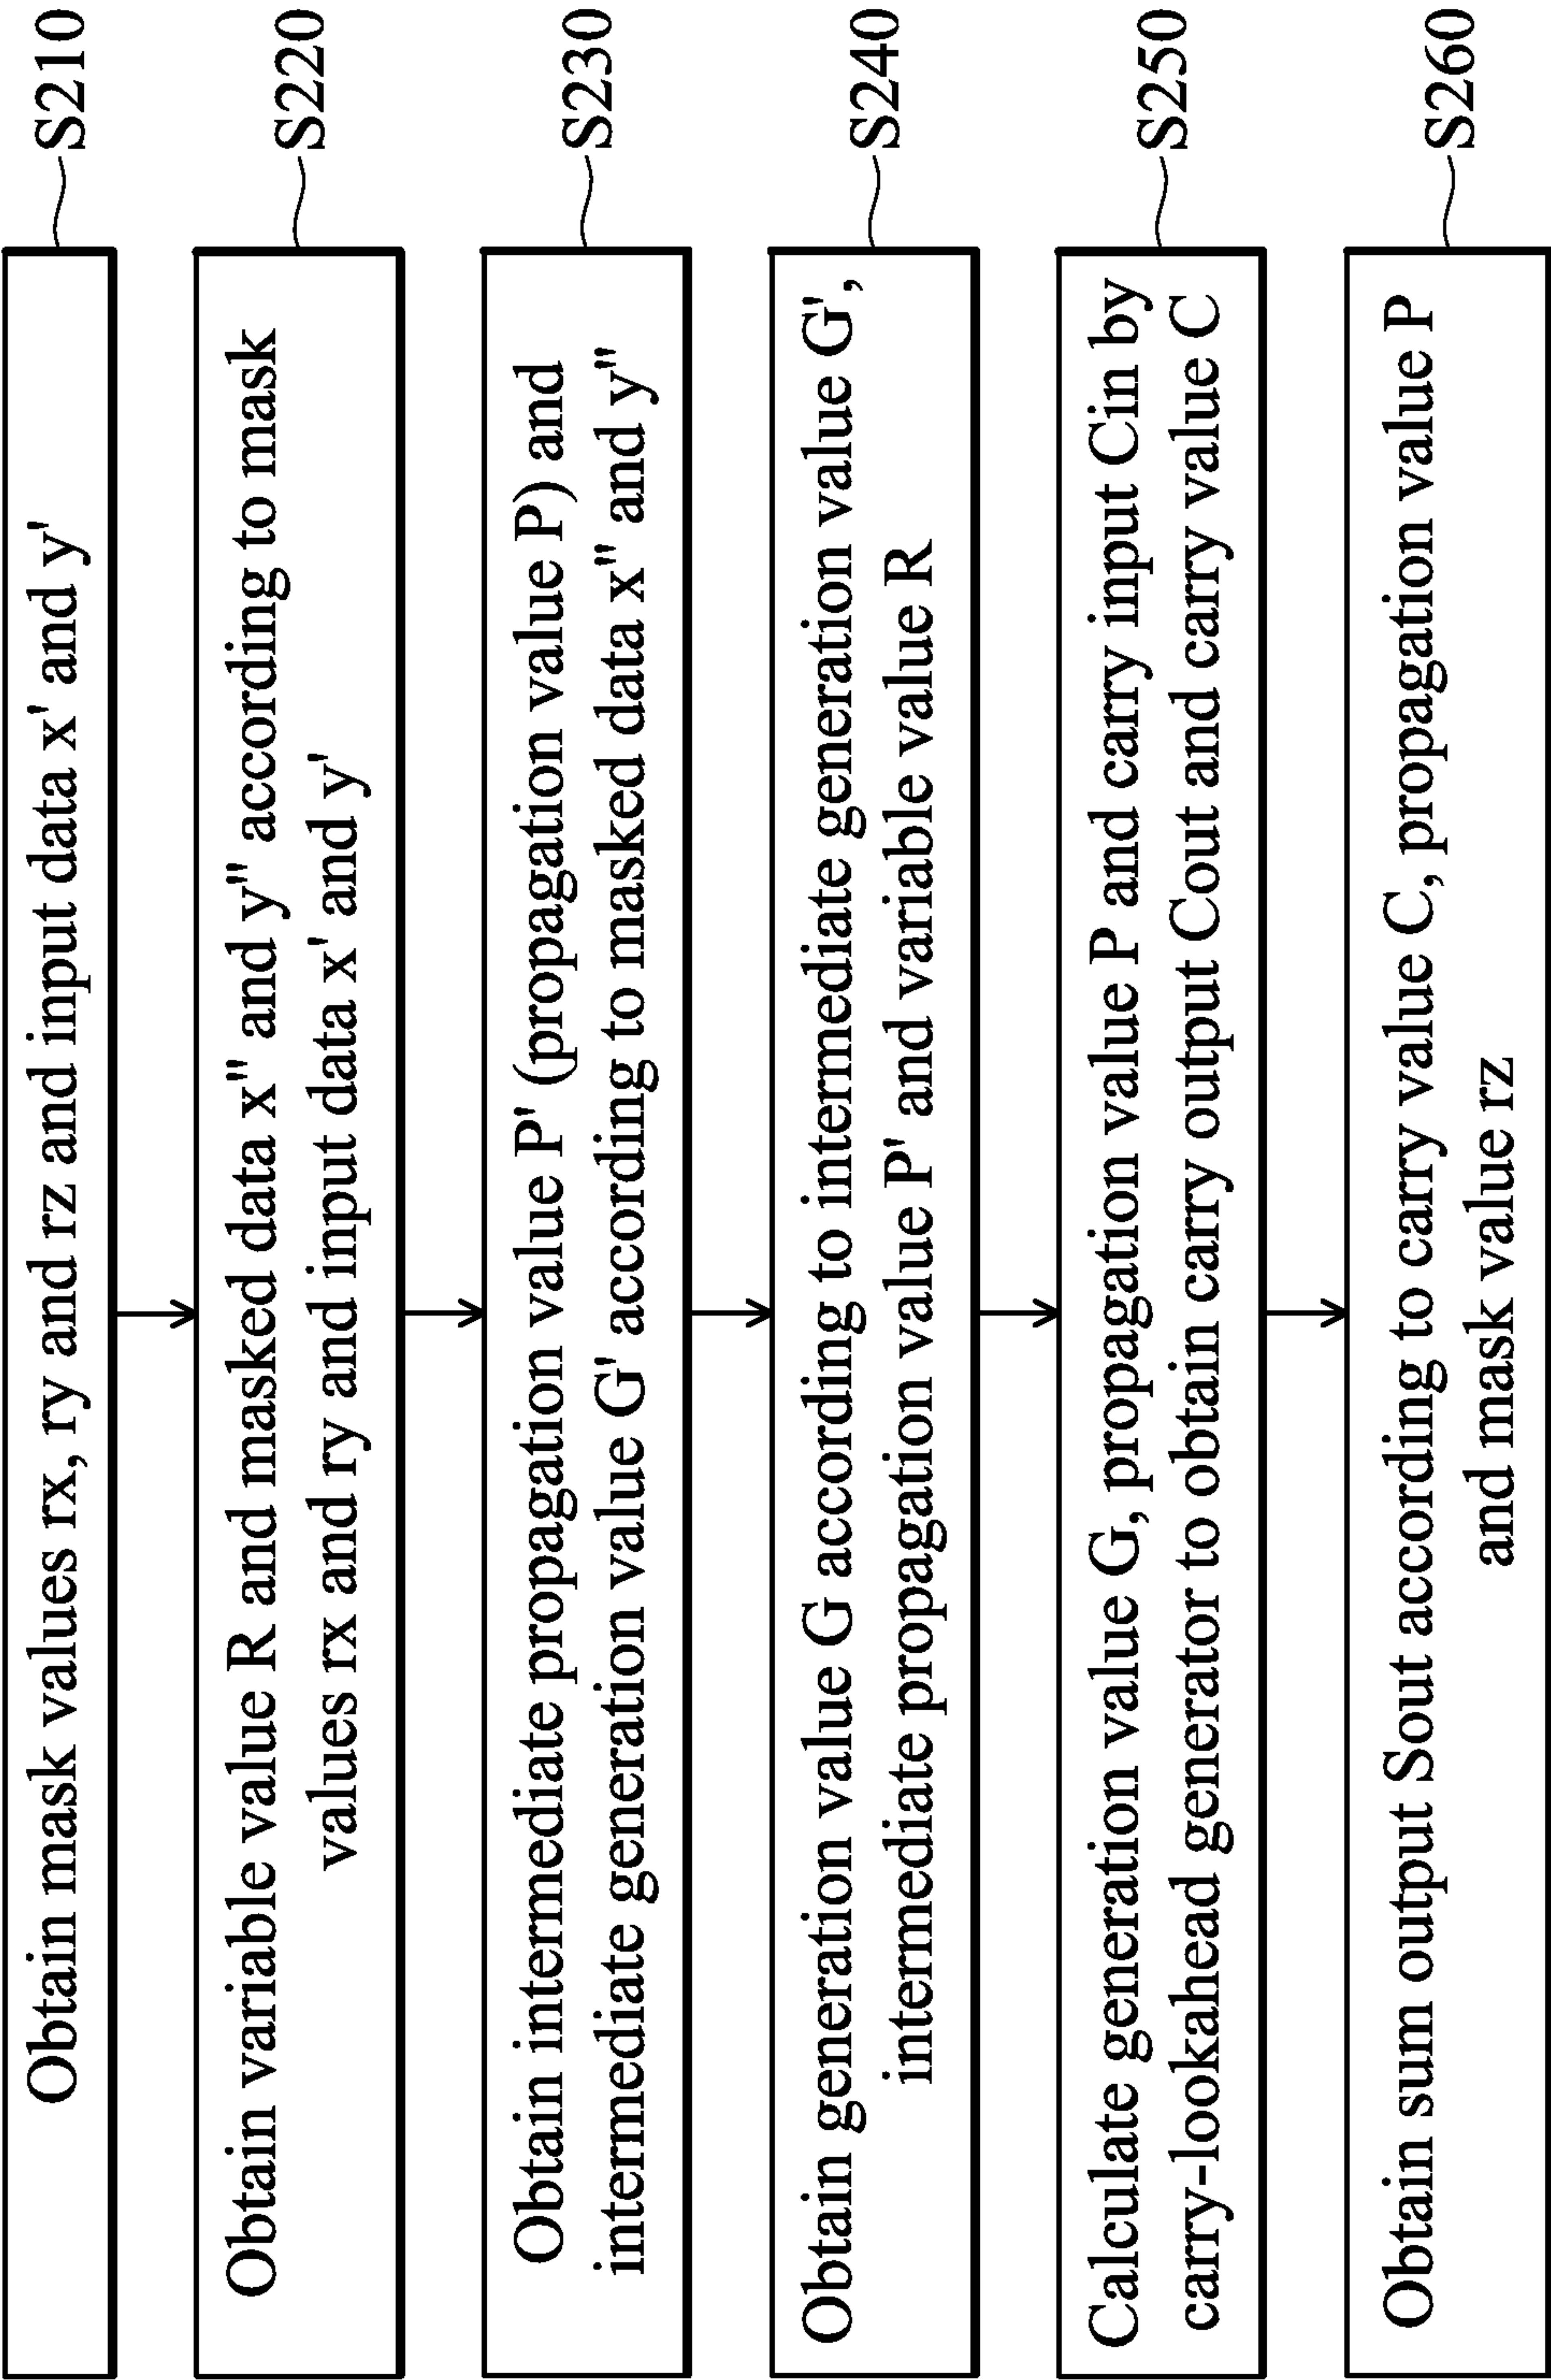 Obtain mask values rx, ry and rz and input data x' and y'
S210
Obtain variable value R and masked data x" and y" according to mask
values rx and ry and input data x' and y'
S220
Obtain intermediate propagation value P' (propagation value P) and
intermediate generation value G' according to masked data x" and y"
S230
Obtain generation value G according to intermediate generation value G',
intermediate propagation value P' and variable value R
S240
Calculate generation value G, propagation value P and carry input Cin by
carry-lookahead generator to obtain carry output Cout and carry value C
S250
Obtain sum output Sout according to carry value C, propagation value P
and mask value rz
S260